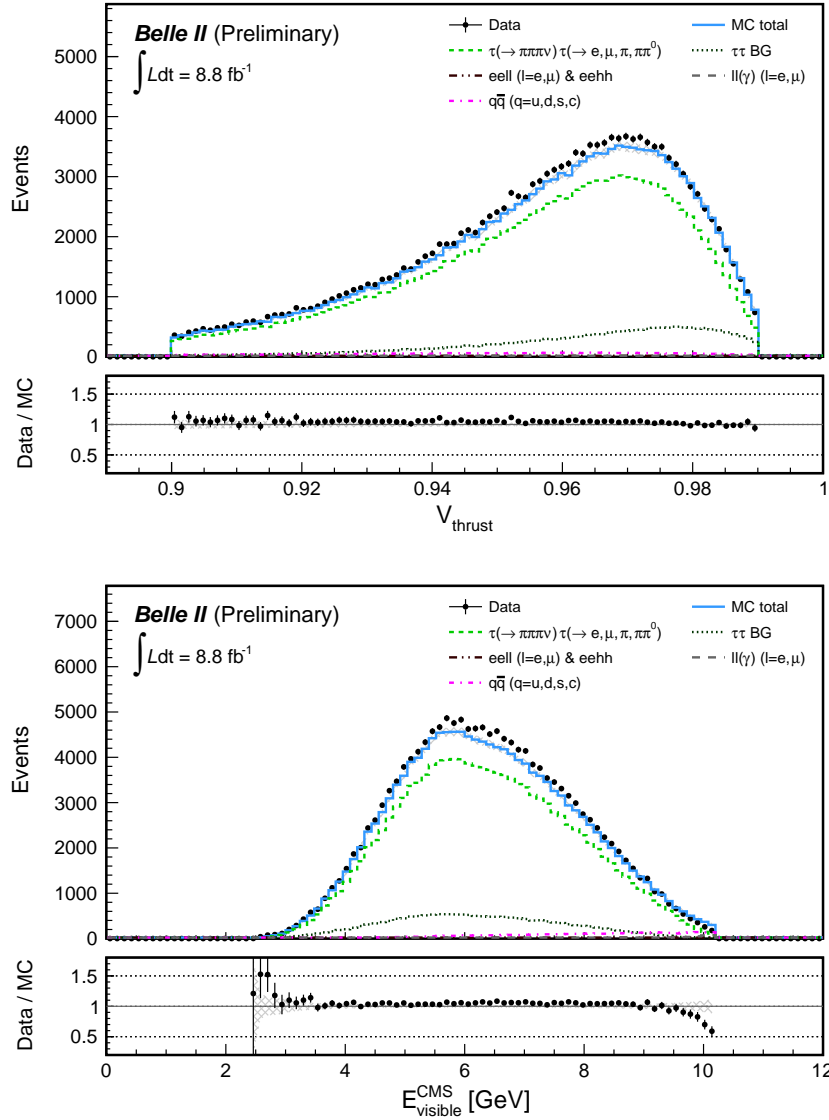 Belle II (Preliminary)
∫ Ldt = 8.8 fb⁻¹
Data
MC total
τ(→ πππν) τ(→ e, μ, π, ππ⁰)
ττ BG
eell (l=e,μ) & eehh
ll(γ) (l=e,μ)
qq̅ (q=u,d,s,c)
Events
5000
4000
3000
2000
1000
0
Data / MC
1.5
1
0.5
0.9 0.92 0.94 0.96 0.98 1
V_thrust
Belle II (Preliminary)
∫ Ldt = 8.8 fb⁻¹
Data
MC total
τ(→ πππν) τ(→ e, μ, π, ππ⁰)
ττ BG
eell (l=e,μ) & eehh
ll(γ) (l=e,μ)
qq̅ (q=u,d,s,c)
Events
7000
6000
5000
4000
3000
2000
1000
0
Data / MC
1.5
1
0.5
0 2 4 6 8 10 12
E^CMS_visible [GeV]